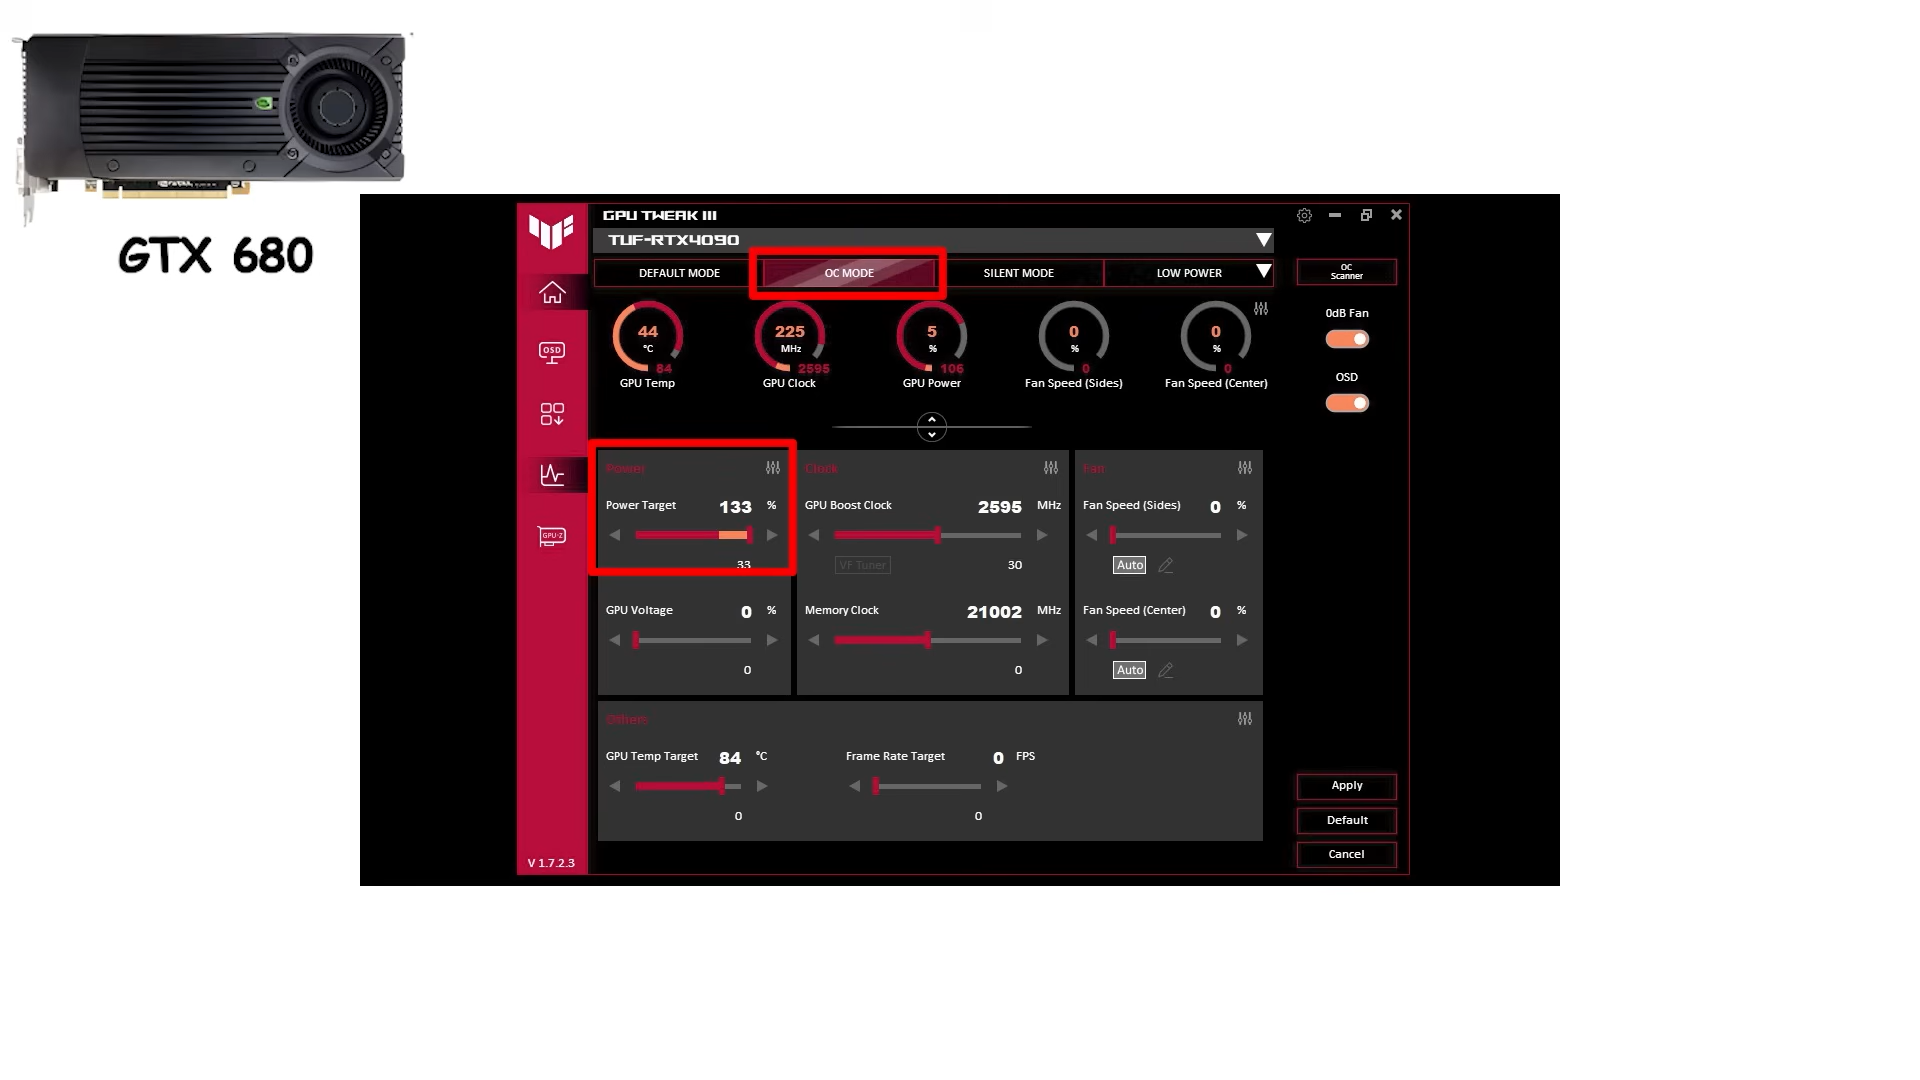 GTX 680
GPU TWEAK III
TUF-RTX4090
DEFAULT MODE
OC MODE
SILENT MODE
LOW POWER
OC
Scanner
44
°C
84
GPU Temp
225
MHz
2595
GPU Clock
5
%
106
GPU Power
0
%
0
Fan Speed (Sides)
0
%
0
Fan Speed (Center)
0dB Fan
OSD
OSD
GPU-Z
Power
Power Target 133 %
33
GPU Voltage 0 %
0
Clock
GPU Boost Clock 2595 MHz
VF Tuner 30
Memory Clock 21002 MHz
0
Fan
Fan Speed (Sides) 0 %
Auto
Fan Speed (Center) 0 %
Auto
Others
GPU Temp Target 84 °C
0
Frame Rate Target 0 FPS
0
Apply
Default
Cancel
V 1.7.2.3